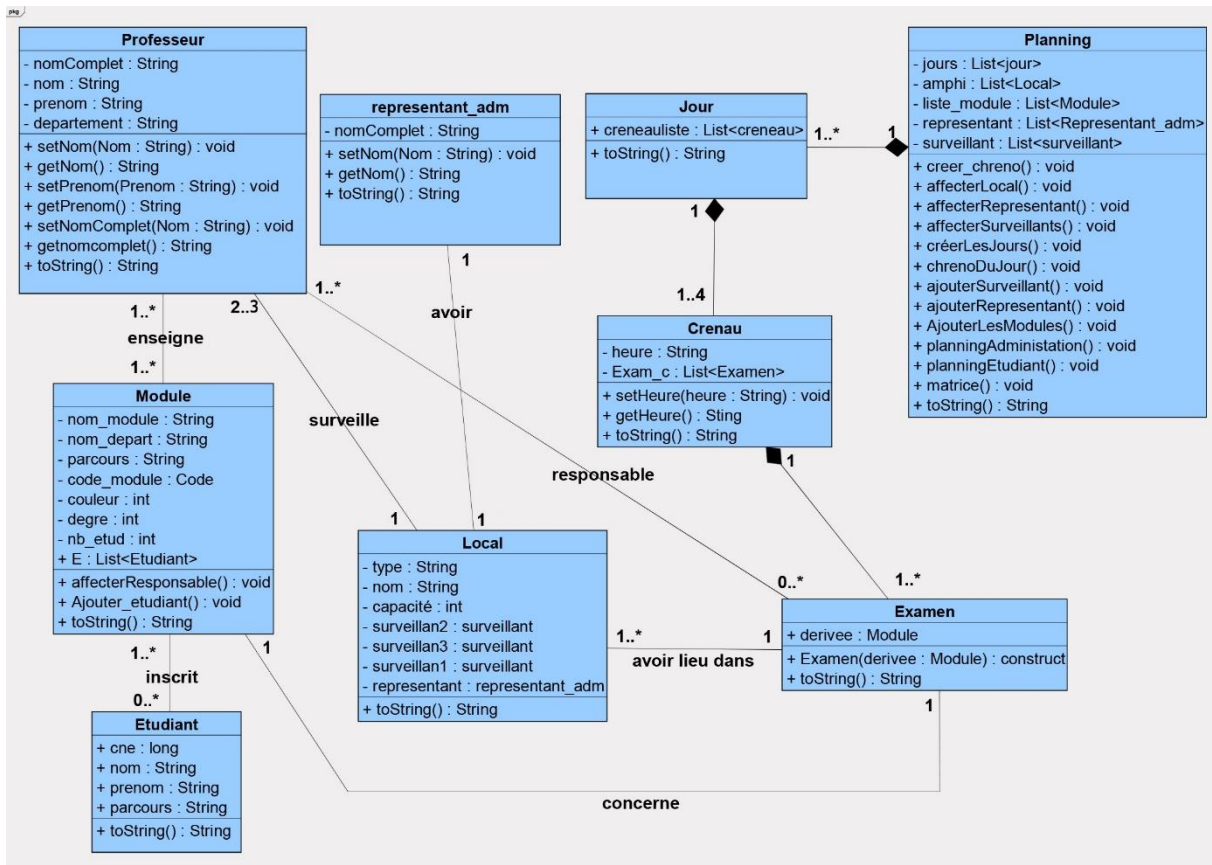 pkg
Professeur
- nomComplet : String
- nom : String
- prenom : String
- departement : String
+ setNom(Nom : String) : void
+ getNom() : String
+ setPrenom(Prenom : String) : void
+ getPrenom() : String
+ setNomComplet(Nom : String) : void
+ getnomcomplet() : String
+ toString() : String
representant_adm
- nomComplet : String
+ setNom(Nom : String) : void
+ getNom() : String
+ toString() : String
Jour
+ creneauliste : List<creneau>
+ toString() : String
1..*
1
Planning
- jours : List<jour>
- amphi : List<Local>
- liste_module : List<Module>
- representant : List<Representant_adm>
- surveillant : List<surveillant>
+ creer_chreno() : void
+ affecterLocal() : void
+ affecterRepresentant() : void
+ affecterSurveillants() : void
+ créerLesJours() : void
+ chrenoDuJour() : void
+ ajouterSurveillant() : void
+ ajouterRepresentant() : void
+ AjouterLesModules() : void
+ planningAdministation() : void
+ planningEtudiant() : void
+ matrice() : void
+ toString() : String
1
1..4
1..*
enseigne
1..*
2..3
1..*
1
avoir
Crenau
- heure : String
- Exam_c : List<Examen>
+ setHeure(heure : String) : void
+ getHeure() : Sting
+ toString() : String
1
Module
- nom_module : String
- nom_depart : String
- parcours : String
- code_module : Code
- couleur : int
- degre : int
- nb_etud : int
+ E : List<Etudiant>
+ affecterResponsable() : void
+ Ajouter_etudiant() : void
+ toString() : String
surveille
responsable
1
1
Local
- type : String
- nom : String
- capacité : int
- surveillan2 : surveillant
- surveillan3 : surveillant
- surveillan1 : surveillant
- representant : representant_adm
+ toString() : String
0..*
1..*
Examen
+ derivee : Module
+ Examen(derivee : Module) : construct
+ toString() : String
1..*
1
avoir lieu dans
1..*
inscrit
0..*
1
1
Etudiant
+ cne : long
+ nom : String
+ prenom : String
+ parcours : String
+ toString() : String
concerne